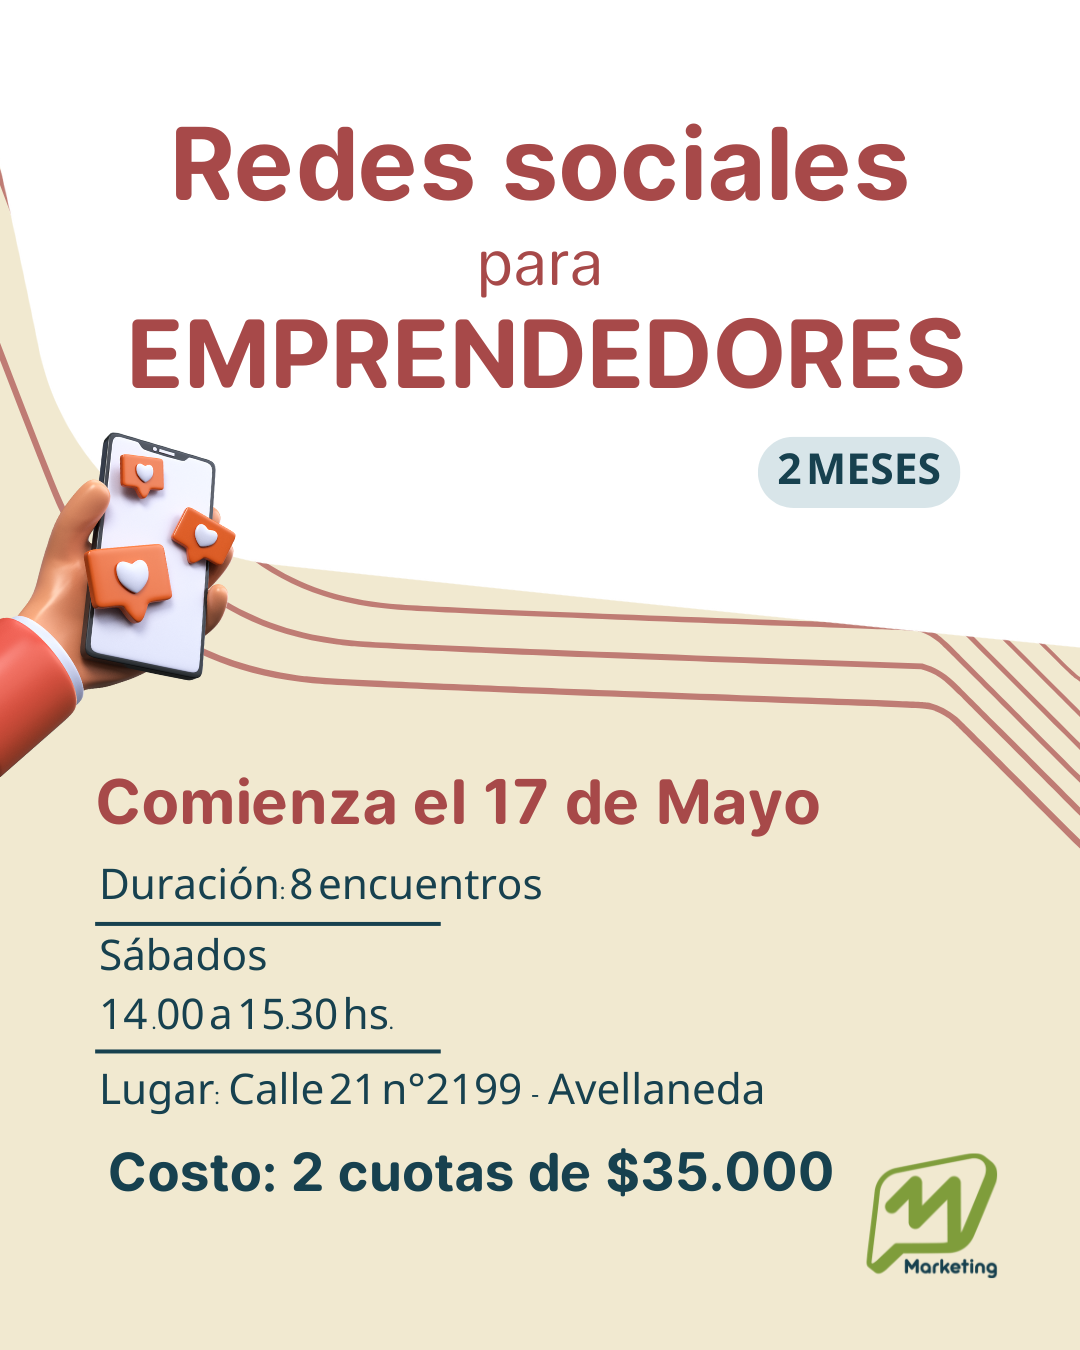 Redes sociales
para
EMPRENDEDORES
2 MESES
Comienza el 17 de Mayo
Duración: 8 encuentros
Sábados
14.00 a 15.30 hs.
Lugar: Calle 21 n°2199 - Avellaneda
Costo: 2 cuotas de $35.000
M
Marketing